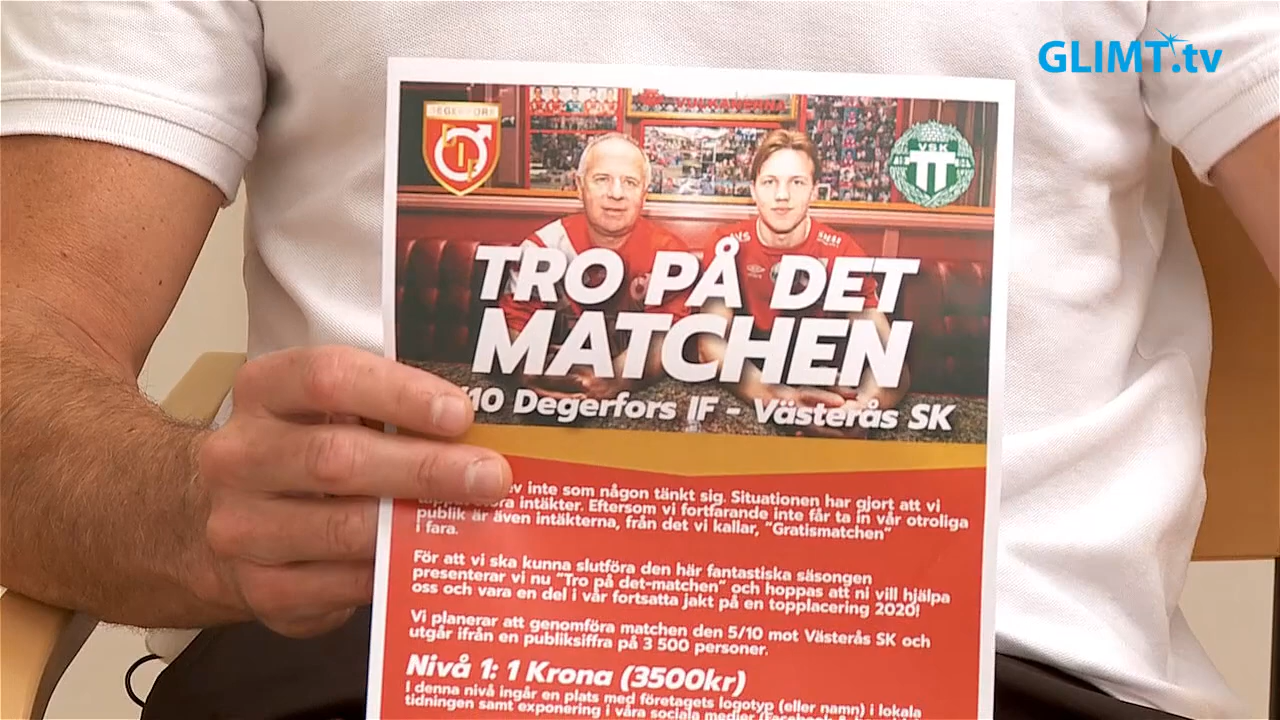 GLIMT.tv
VULKANERNA
DEGERFORS
VSK
TRO PÅ DET
MATCHEN
/10 Degerfors IF - Västerås SK
inte som någon tänkt sig. Situationen har gjort att vi
intäkter. Eftersom vi fortfarande inte får ta in vår otroliga
publik är även intäkterna, från det vi kallar, "Gratismatchen"
i fara.
För att vi ska kunna slutföra den här fantastiska säsongen
presenterar vi nu "Tro på det-matchen" och hoppas att ni vill hjälpa
oss och vara en del i vår fortsatta jakt på en topplacering 2020!
Vi planerar att genomföra matchen den 5/10 mot Västerås SK och
utgår ifrån en publiksiffra på 3 500 personer.
Nivå 1: 1 Krona (3500kr)
I denna nivå ingår en plats med företagets logotyp (eller namn) i lokala
tidningen samt exponering i våra sociala medier